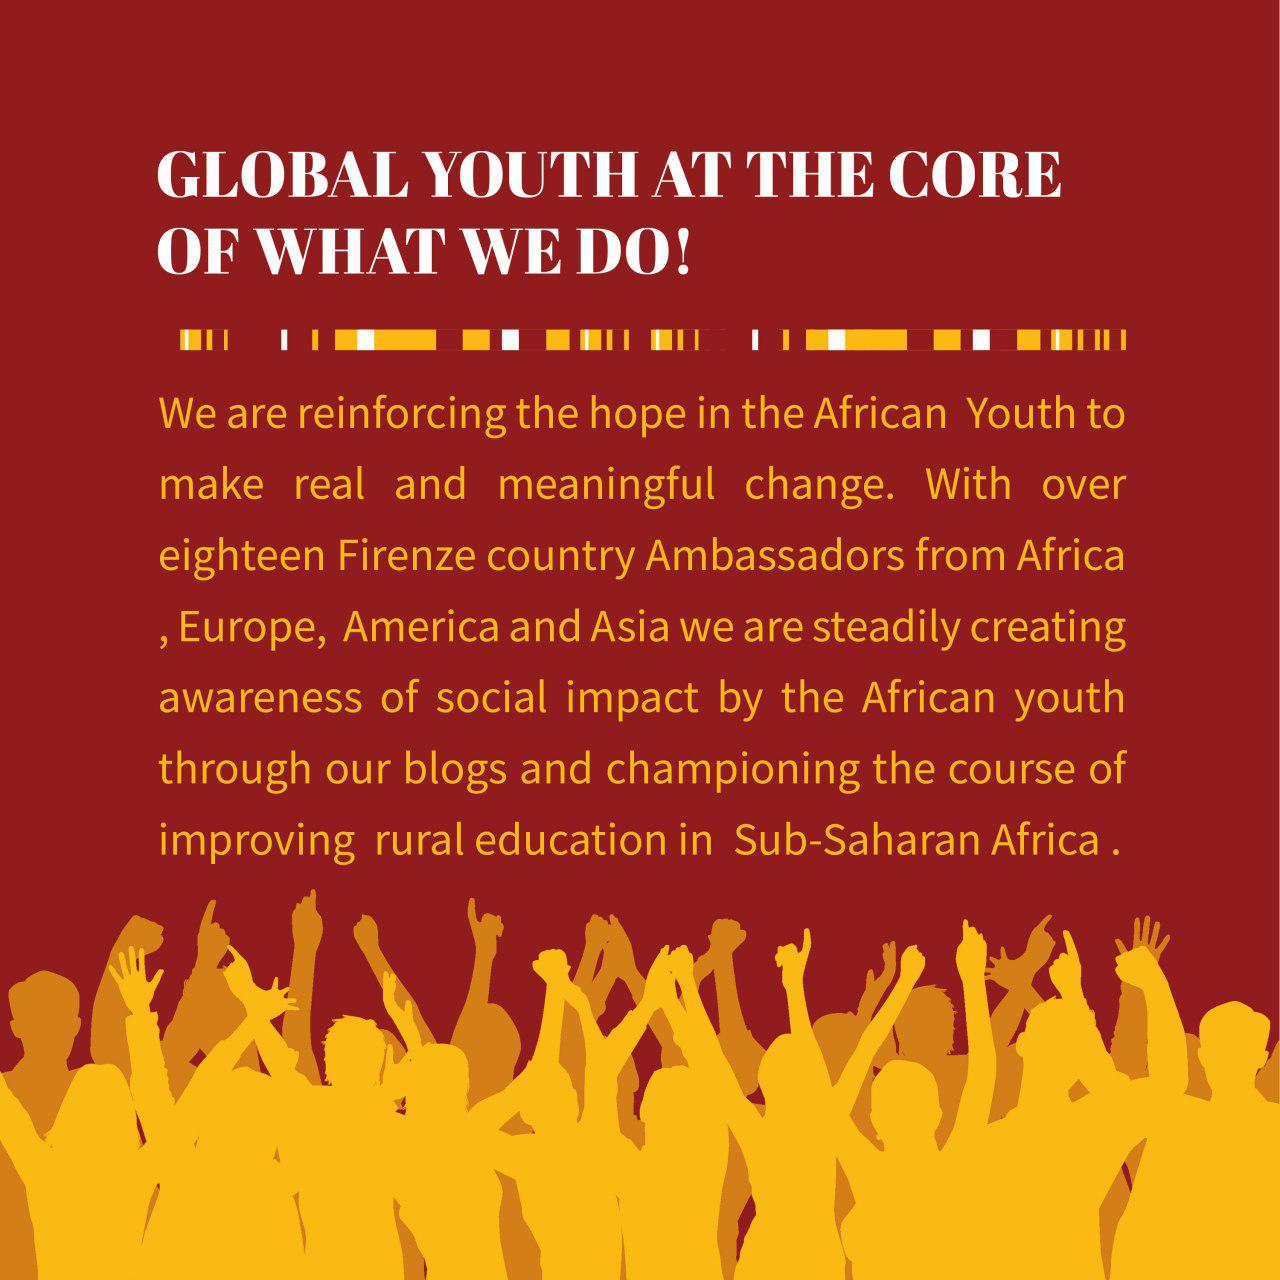 GLOBAL YOUTH AT THE CORE
OF WHAT WE DO!
We are reinforcing the hope in the African Youth to
make real and meaningful change. With over
eighteen Firenze country Ambassadors from Africa
, Europe, America and Asia we are steadily creating
awareness of social impact by the African youth
through our blogs and championing the course of
improving rural education in Sub-Saharan Africa .